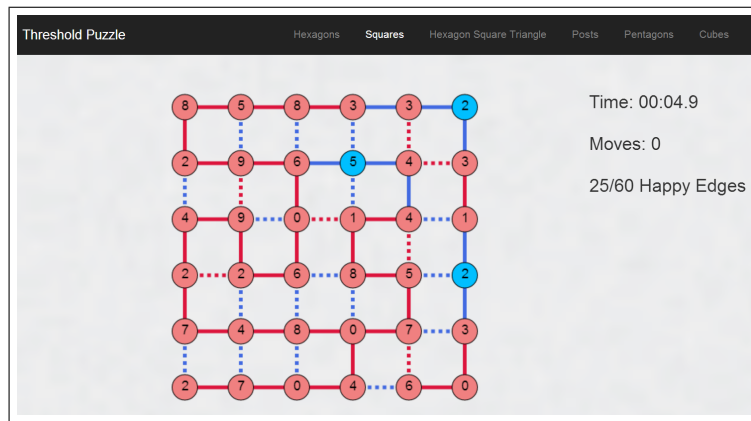 Threshold Puzzle Hexagons Squares Hexagon Square Triangle Posts Pentagons Cubes
8 5 8 3 3 2
Time: 00:04.9
Moves: 0
2 9 6 5 4 3
25/60 Happy Edges
4 9 0 1 4 1
2 2 6 8 5 2
7 4 8 0 7 3
2 7 0 4 6 0